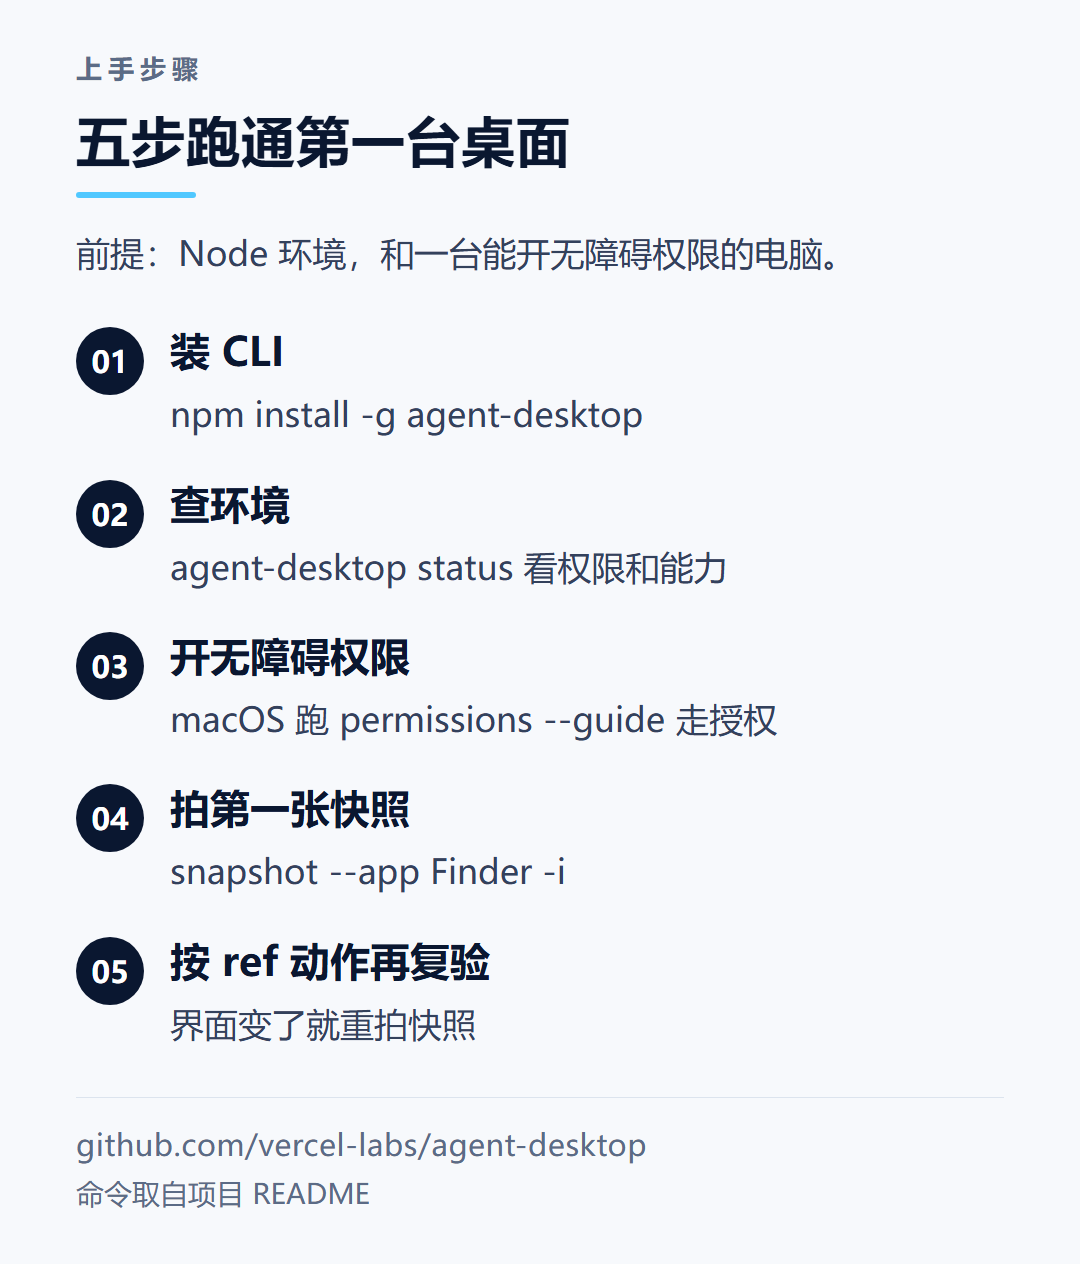 上手步骤
五步跑通第一台桌面
前提：Node 环境，和一台能开无障碍权限的电脑。
01
装 CLI
npm install -g agent-desktop
02
查环境
agent-desktop status 看权限和能力
03
开无障碍权限
macOS 跑 permissions --guide 走授权
04
拍第一张快照
snapshot --app Finder -i
05
按 ref 动作再复验
界面变了就重拍快照
github.com/vercel-labs/agent-desktop
命令取自项目 README